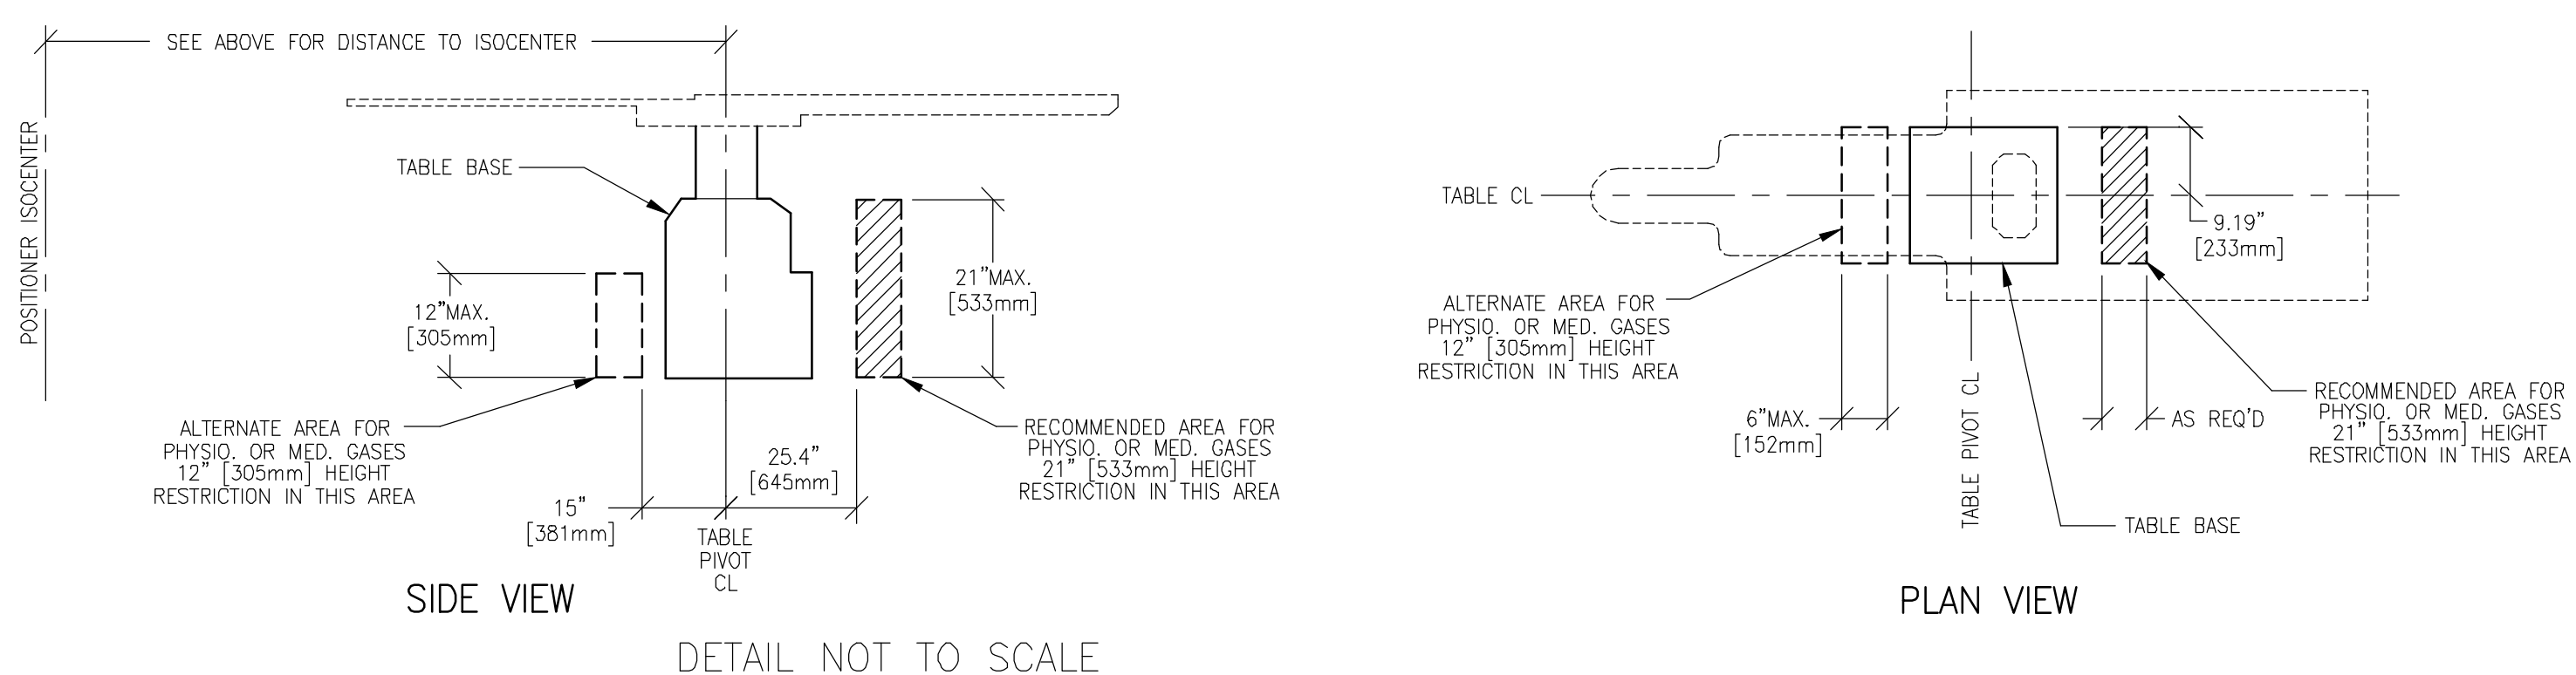 SEE ABOVE FOR DISTANCE TO ISOCENTER
POSITIONER ISOCENTER
TABLE BASE
12"MAX.
[305mm]
21"MAX.
[533mm]
ALTERNATE AREA FOR
PHYSIO. OR MED. GASES
12" [305mm] HEIGHT
RESTRICTION IN THIS AREA
15"
[381mm]
25.4"
[645mm]
TABLE
PIVOT
CL
RECOMMENDED AREA FOR
PHYSIO. OR MED. GASES
21" [533mm] HEIGHT
RESTRICTION IN THIS AREA
SIDE VIEW
DETAIL NOT TO SCALE
TABLE CL
9.19"
[233mm]
ALTERNATE AREA FOR
PHYSIO. OR MED. GASES
12" [305mm] HEIGHT
RESTRICTION IN THIS AREA
6"MAX.
[152mm]
TABLE PIVOT CL
AS REQ'D
RECOMMENDED AREA FOR
PHYSIO. OR MED. GASES
21" [533mm] HEIGHT
RESTRICTION IN THIS AREA
TABLE BASE
PLAN VIEW